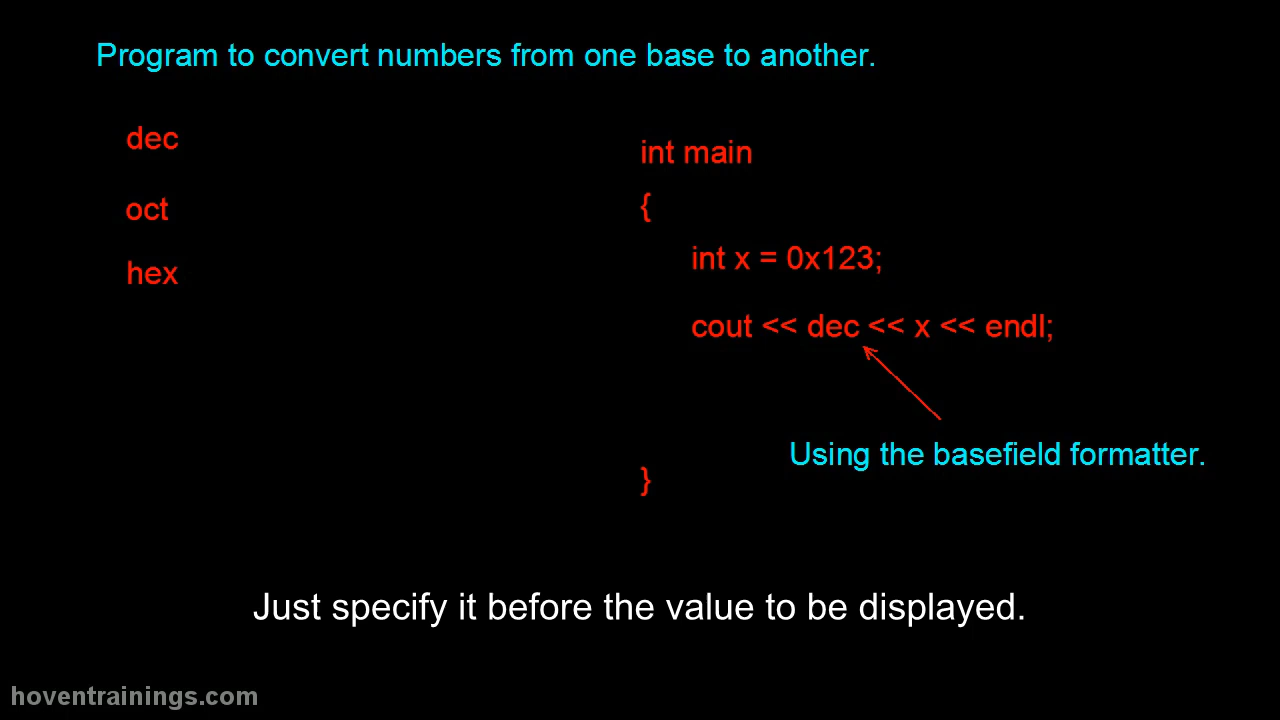 Program to convert numbers from one base to another.
dec
oct
hex
int main
{
int x = 0x123;
cout << dec << x << endl;
Using the basefield formatter.
}
Just specify it before the value to be displayed.
hoventrainings.com